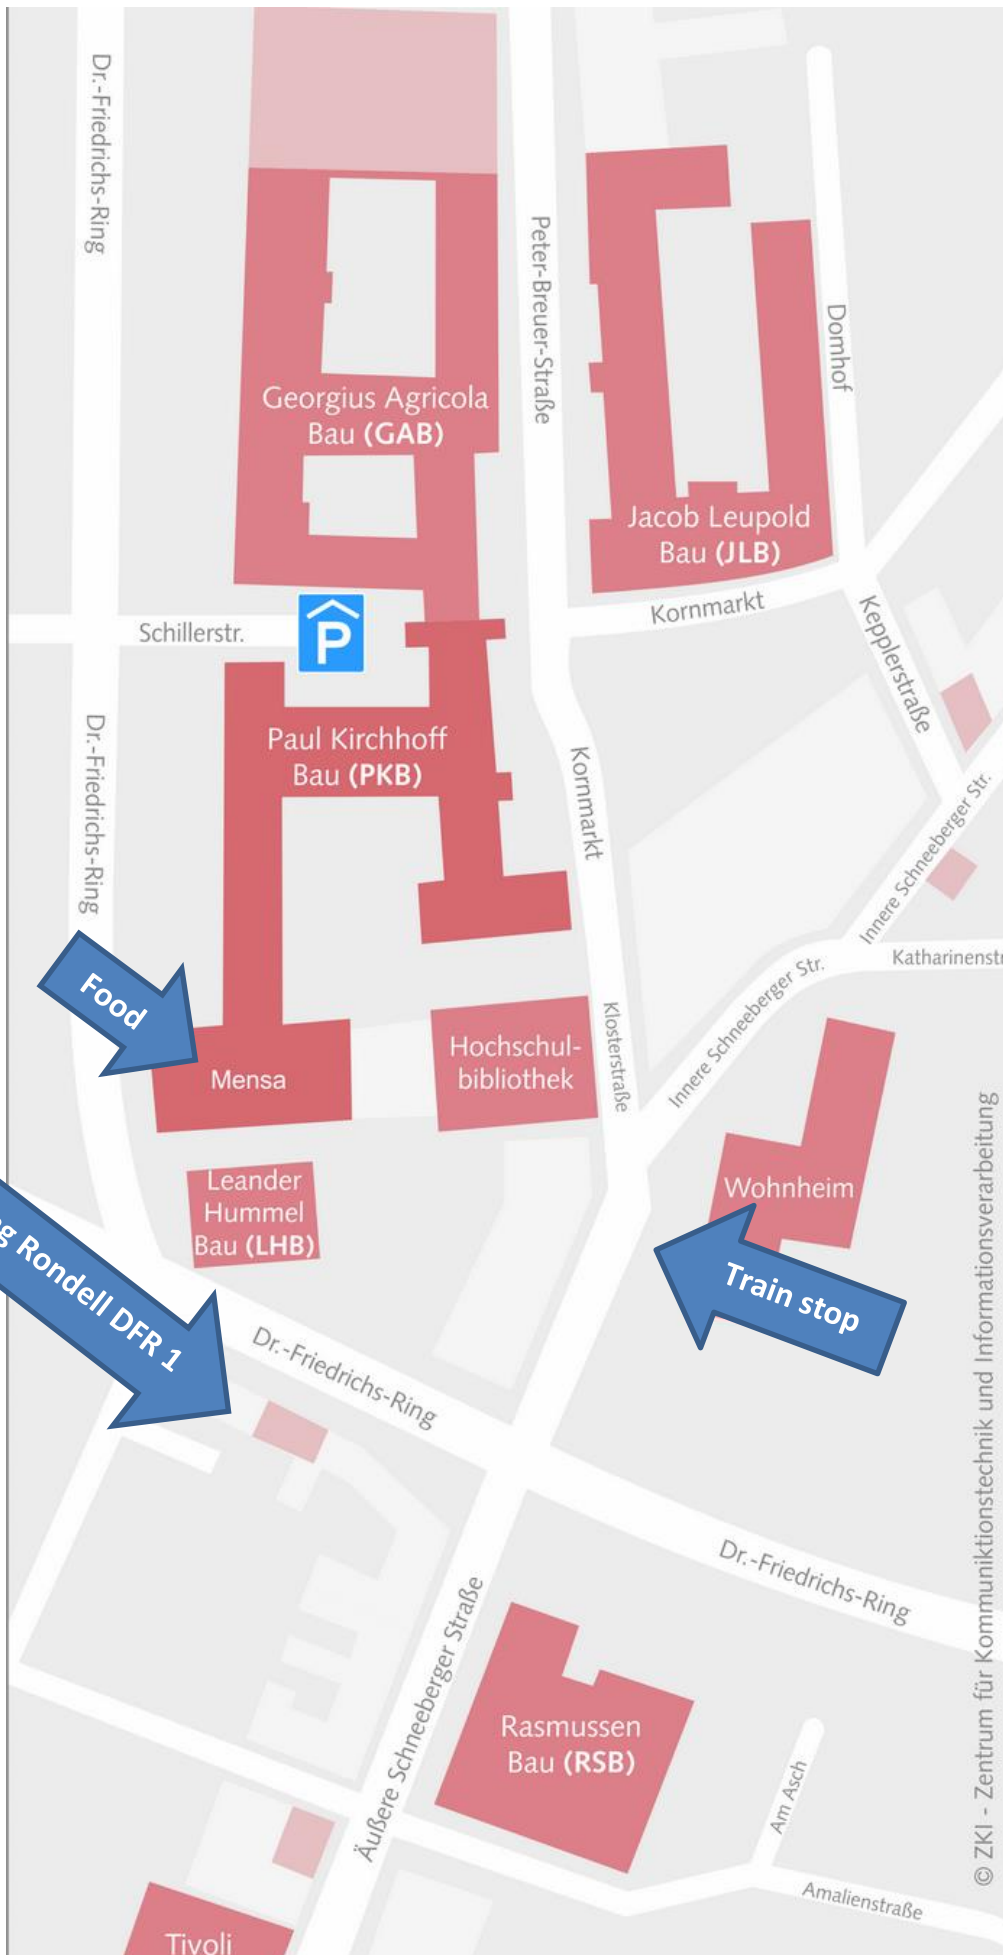 Dr.-Friedrichs-Ring
Peter-Breuer-Straße
Domhof
Georgius Agricola
Bau (GAB)
Jacob Leupold
Bau (JLB)
Kornmarkt
Schillerstr.
P
Kepplerstraße
Dr.-Friedrichs-Ring
Paul Kirchhoff
Bau (PKB)
Kornmarkt
Innere Schneeberger Str.
Katharinenstr
Innere Schneeberger Str.
Food
Mensa
Hochschul-
bibliothek
Klosterstraße
Leander
Hummel
Bau (LHB)
Wohnheim
Train stop
Rondell DFR 1
Dr.-Friedrichs-Ring
Dr.-Friedrichs-Ring
Äußere Schneeberger Straße
Rasmussen
Bau (RSB)
Am Asch
Amalienstraße
Tivoli
© ZKI - Zentrum für Kommuniktionstechnik und Informationsverarbeitung